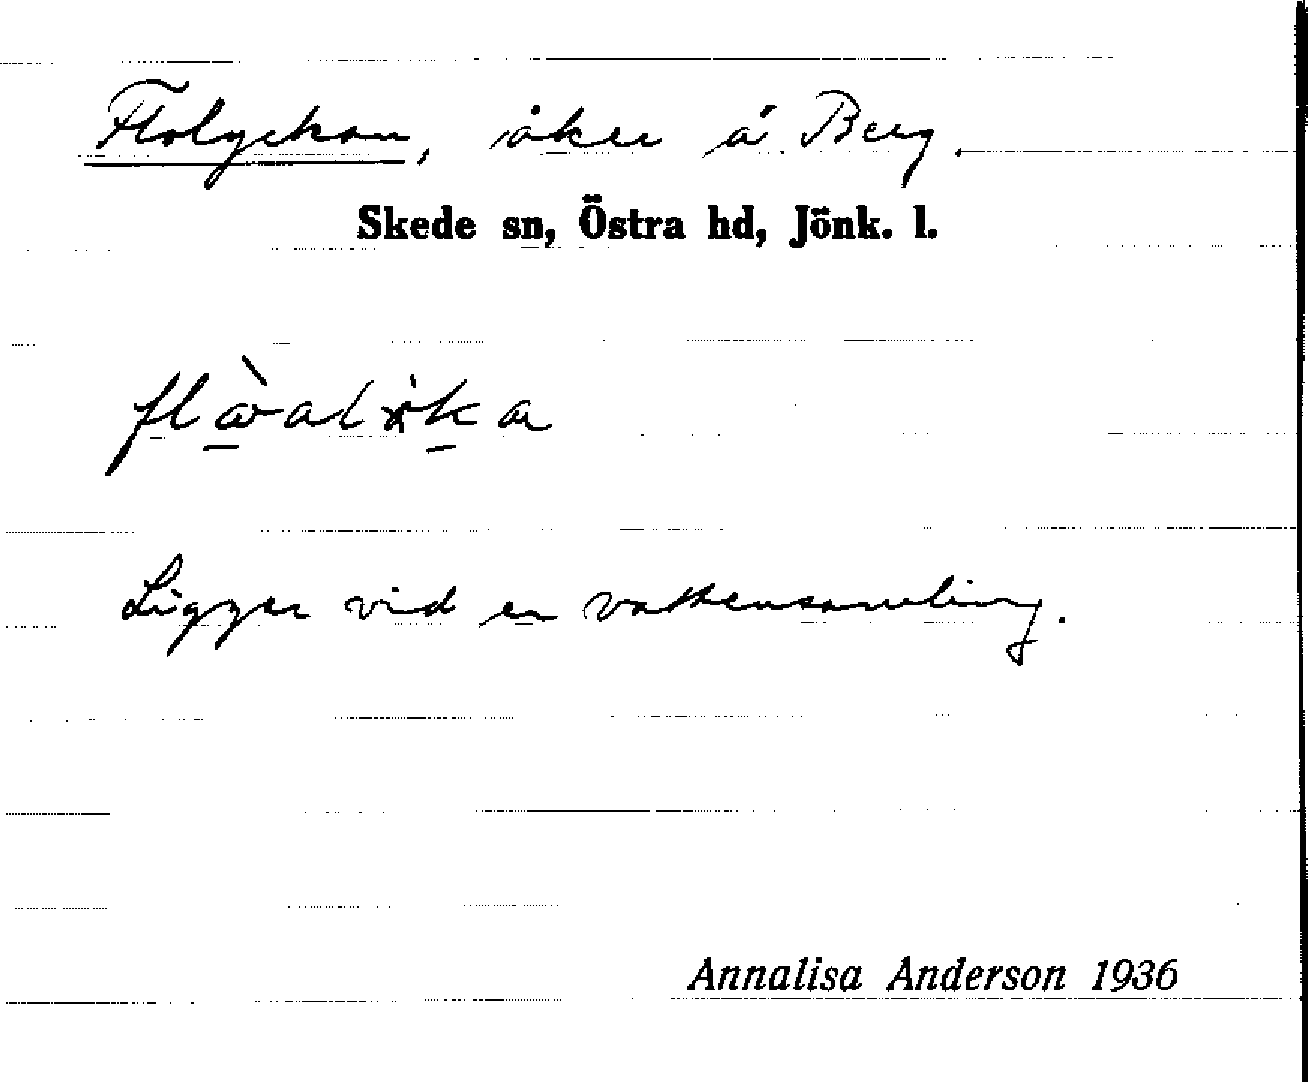 Flolyckan, åker å Berg.
Skede sn, Östra hd, Jönk. l.
Ligger vid en vattensamling.
Annalisa Anderson 1936